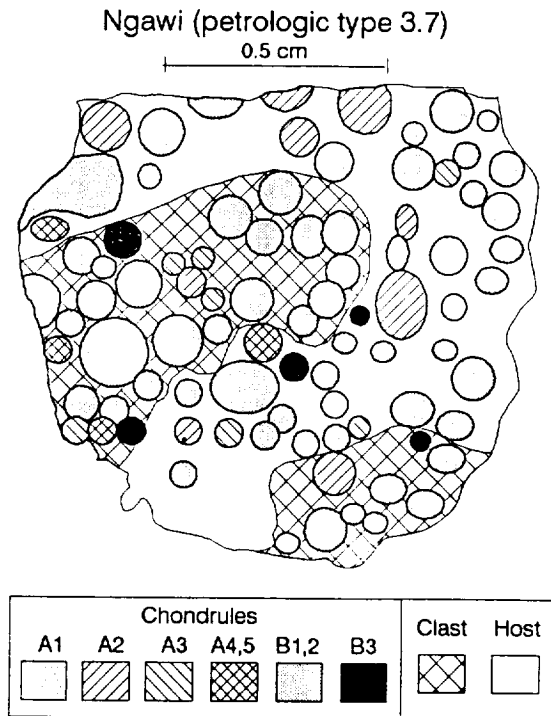 Ngawi (petrologic type 3.7)
0.5 cm
Chondrules
A1 A2 A3 A4,5 B1,2 B3
Clast Host